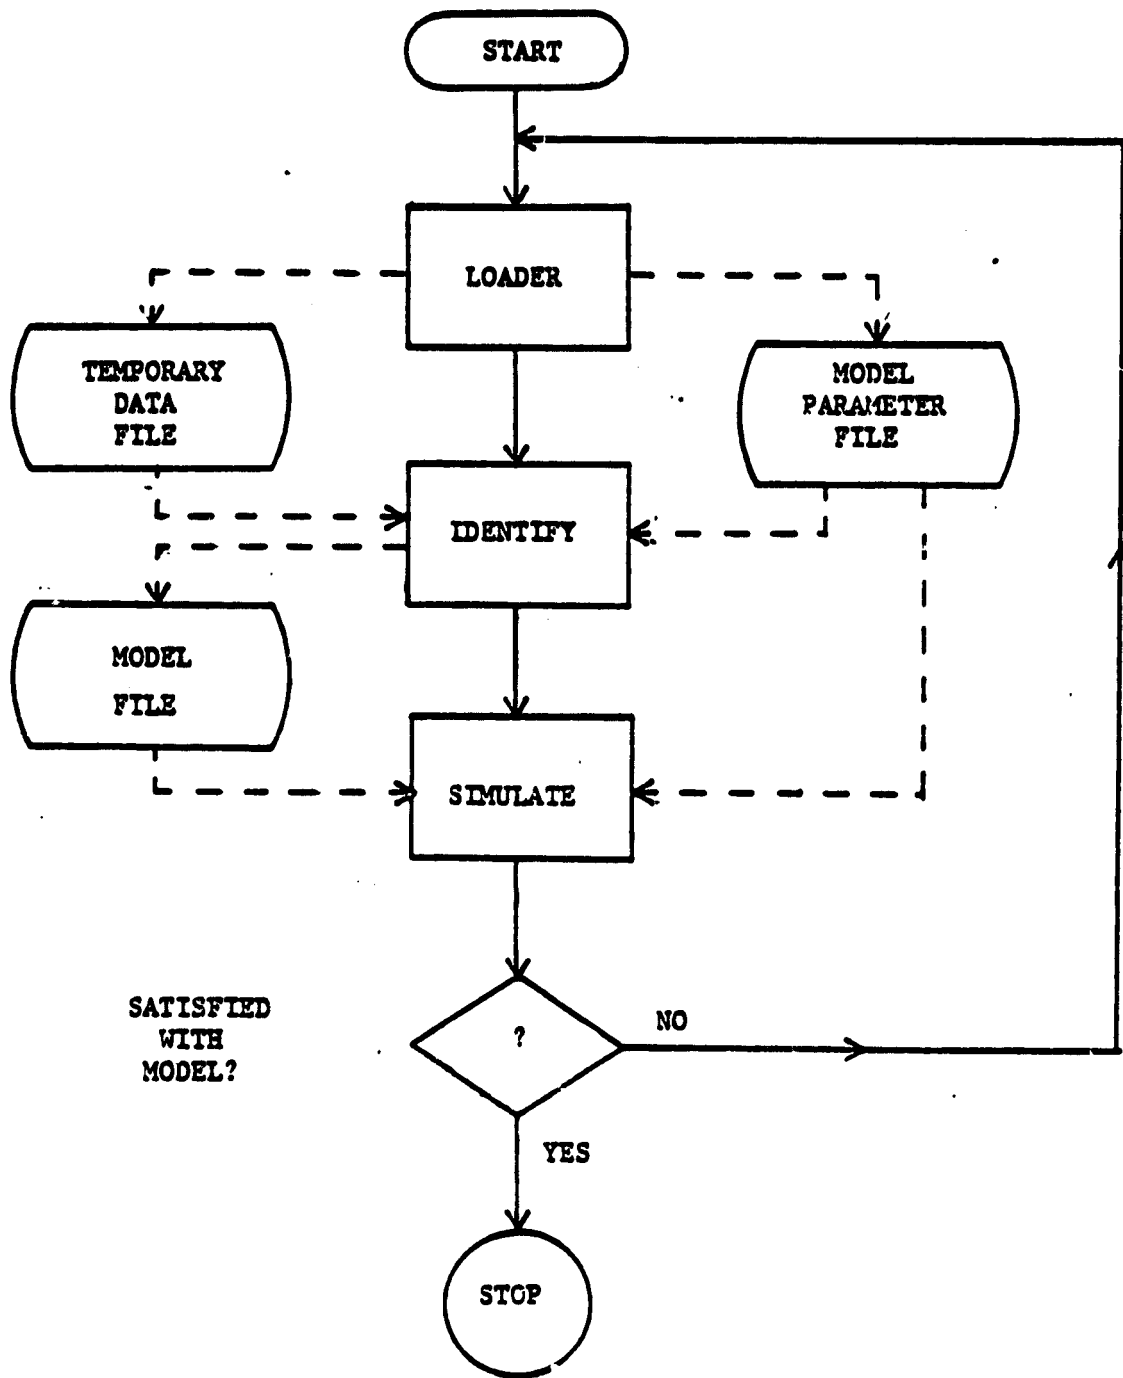 START
LOADER
TEMPORARY
DATA
FILE
MODEL
PARAMETER
FILE
IDENTIFY
MODEL
FILE
SIMULATE
SATISFIED
WITH
MODEL?
?
NO
YES
STOP